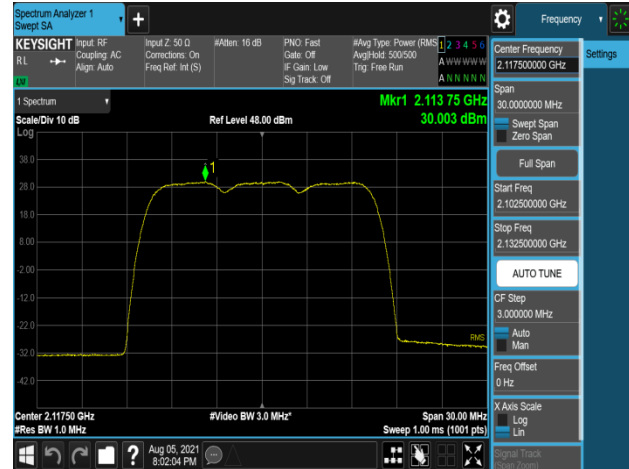 Spectrum Analyzer 1
Swept SA
+
Frequency
Settings
KEYSIGHT
RL
LM
Input: RF
Coupling: AC
Align: Auto
Input Z: 50 Ω
Corrections: On
Freq Ref: Int (S)
#Atten: 16 dB
PNO: Fast
Gate: Off
IF Gain: Low
Sig Track: Off
#Avg Type: Power (RMS
Avg|Hold: 500/500
Trig: Free Run
1 2 3 4 5 6
A W W W W W
A N N N N N
1 Spectrum
Scale/Div 10 dB
Ref Level 48.00 dBm
Mkr1 2.113 75 GHz
30.003 dBm
Log
38.0
28.0
18.0
8.00
-2.00
-12.0
-22.0
-32.0
-42.0
1
RMS
Center 2.11750 GHz
#Res BW 1.0 MHz
#Video BW 3.0 MHz*
Span 30.00 MHz
Sweep 1.00 ms (1001 pts)
Center Frequency
2.117500000 GHz
Span
30.0000000 MHz
Swept Span
Zero Span
Full Span
Start Freq
2.102500000 GHz
Stop Freq
2.132500000 GHz
AUTO TUNE
CF Step
3.000000 MHz
Auto
Man
Freq Offset
0 Hz
X Axis Scale
Log
Lin
Signal Track
(Span Zoom)
?
Aug 05, 2021
8:02:04 PM